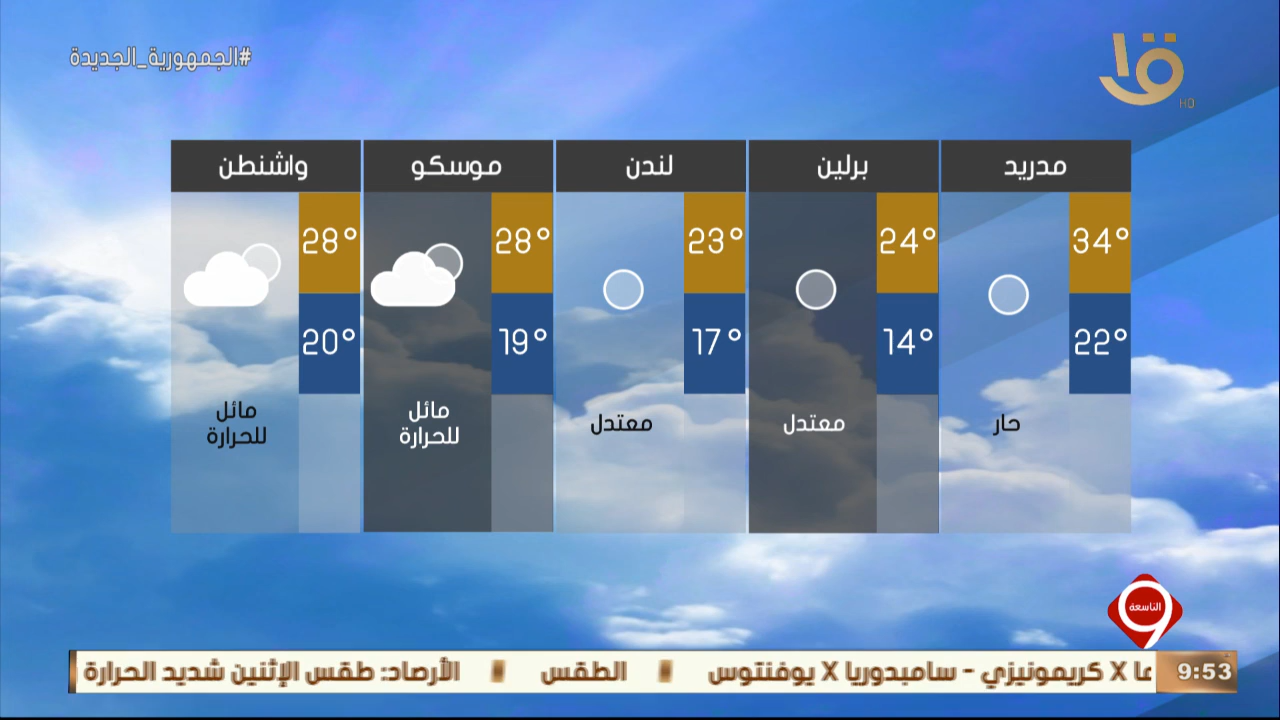 #الجمهورية_الجديدة
HD
مدريد
34°
22°
حار
برلين
24°
14°
معتدل
لندن
23°
17°
معتدل
موسكو
28°
19°
مائل
للحرارة
واشنطن
28°
20°
مائل
للحرارة
التاسعة
9
9:53
X كريمونيزي - سامبدوريا X يوفنتوس
الطقس
الأرصاد: طقس الإثنين شديد الحرارة